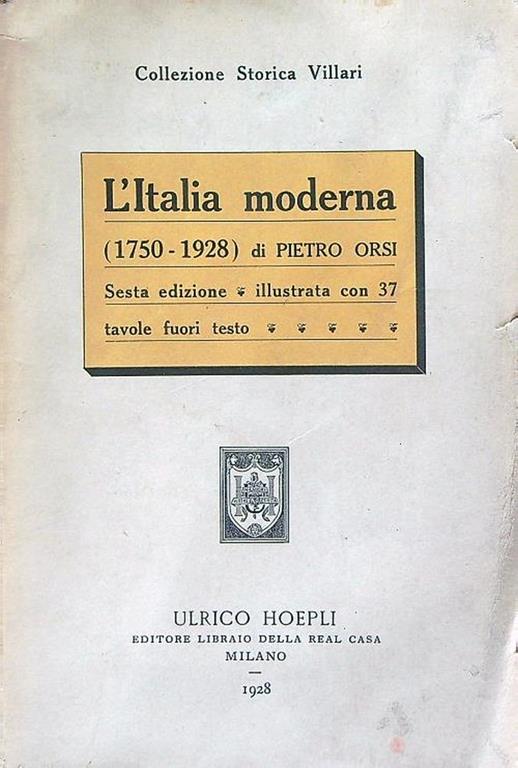 Collezione Storica Villari
L'Italia moderna
(1750 - 1928) di PIETRO ORSI
Sesta edizione ❦ illustrata con 37
tavole fuori testo ❦ ❦ ❦ ❦ ❦
ULRICO HOEPLI
EDITORE LIBRAIO DELLA REAL CASA
MILANO
—
1928